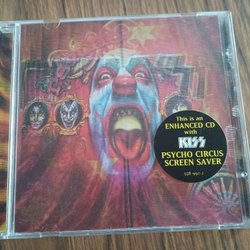 This is an
ENHANCED CD
with
KISS
PSYCHO CIRCUS
SCREEN SAVER